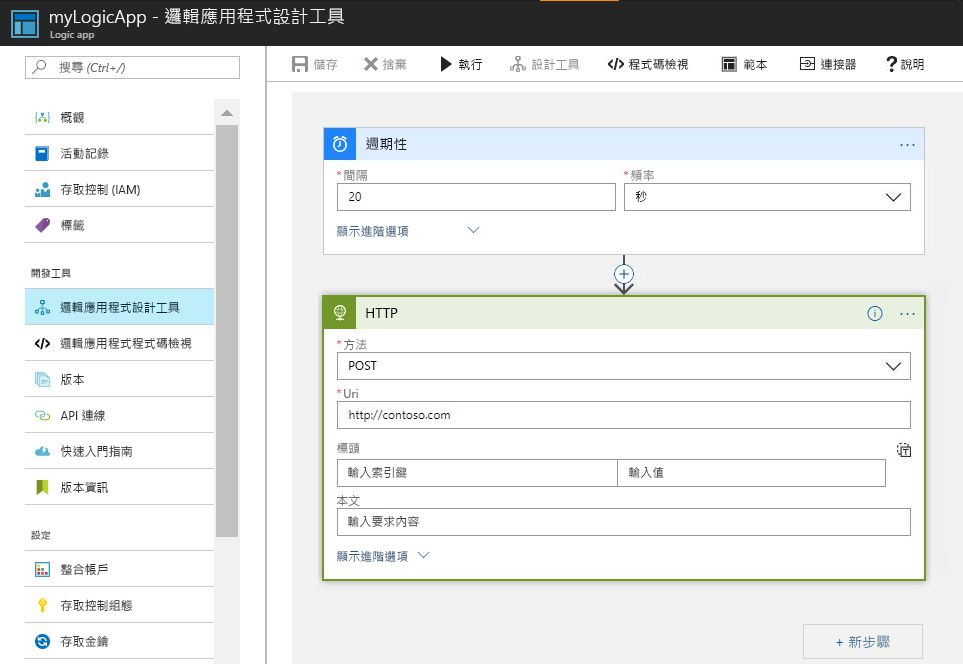 myLogicApp - 邏輯應用程式設計工具
Logic app
搜尋 (Ctrl+/)
概觀
活動記錄
存取控制 (IAM)
標籤
開發工具
邏輯應用程式設計工具
邏輯應用程式程式碼檢視
版本
API 連線
快速入門指南
版本資訊
設定
整合帳戶
存取控制組態
存取金鑰
儲存 捨棄 執行 設計工具 程式碼檢視 範本 連接器 說明
週期性
*間隔 *頻率
20 秒
顯示進階選項
HTTP
*方法
POST
*Uri
http://contoso.com
標頭
輸入索引鍵 輸入值
本文
輸入要求內容
顯示進階選項
+ 新步驟